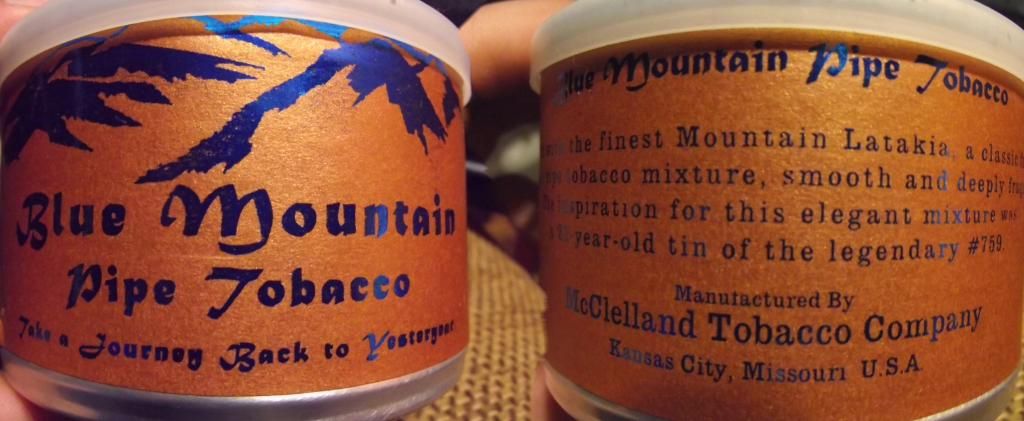 Blue Mountain
Pipe Tobacco
Take a Journey Back to Yesteryear
Blue Mountain Pipe Tobacco
the finest Mountain Latakia, a classic
tobacco mixture, smooth and deeply
inspiration for this elegant mixture was
year-old tin of the legendary #759.
Manufactured By
McClelland Tobacco Company
Kansas City, Missouri U.S.A.